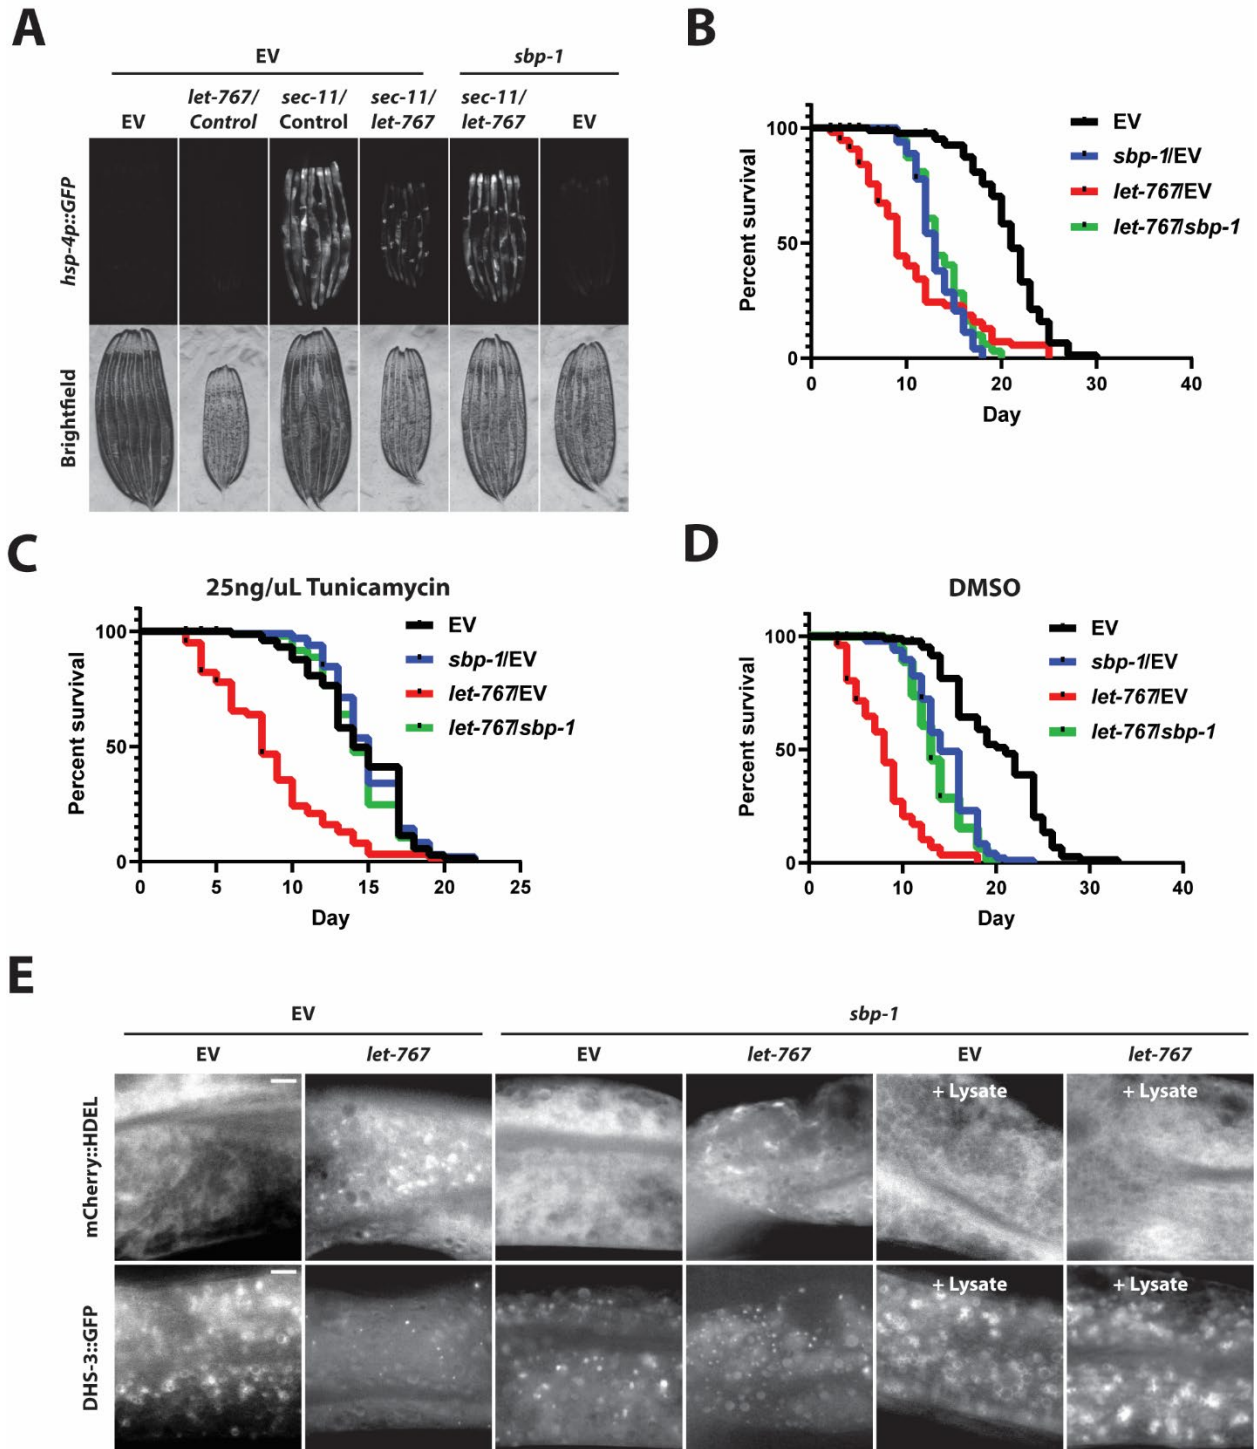 A
EV
sbp-1
EV
let-767/
Control
sec-11/
Control
sec-11/
let-767
sec-11/
let-767
EV
hsp-4p::GFP
Brightfield
B
Percent survival
100
50
0
0 10 20 30 40
Day
EV
sbp-1/EV
let-767/EV
let-767/sbp-1
C
25ng/uL Tunicamycin
Percent survival
100
50
0
0 5 10 15 20 25
Day
EV
sbp-1/EV
let-767/EV
let-767/sbp-1
D
DMSO
Percent survival
100
50
0
0 10 20 30 40
Day
EV
sbp-1/EV
let-767/EV
let-767/sbp-1
E
EV
sbp-1
EV
let-767
EV
let-767
EV
let-767
mCherry::HDEL
+ Lysate
+ Lysate
DHS-3::GFP
+ Lysate
+ Lysate